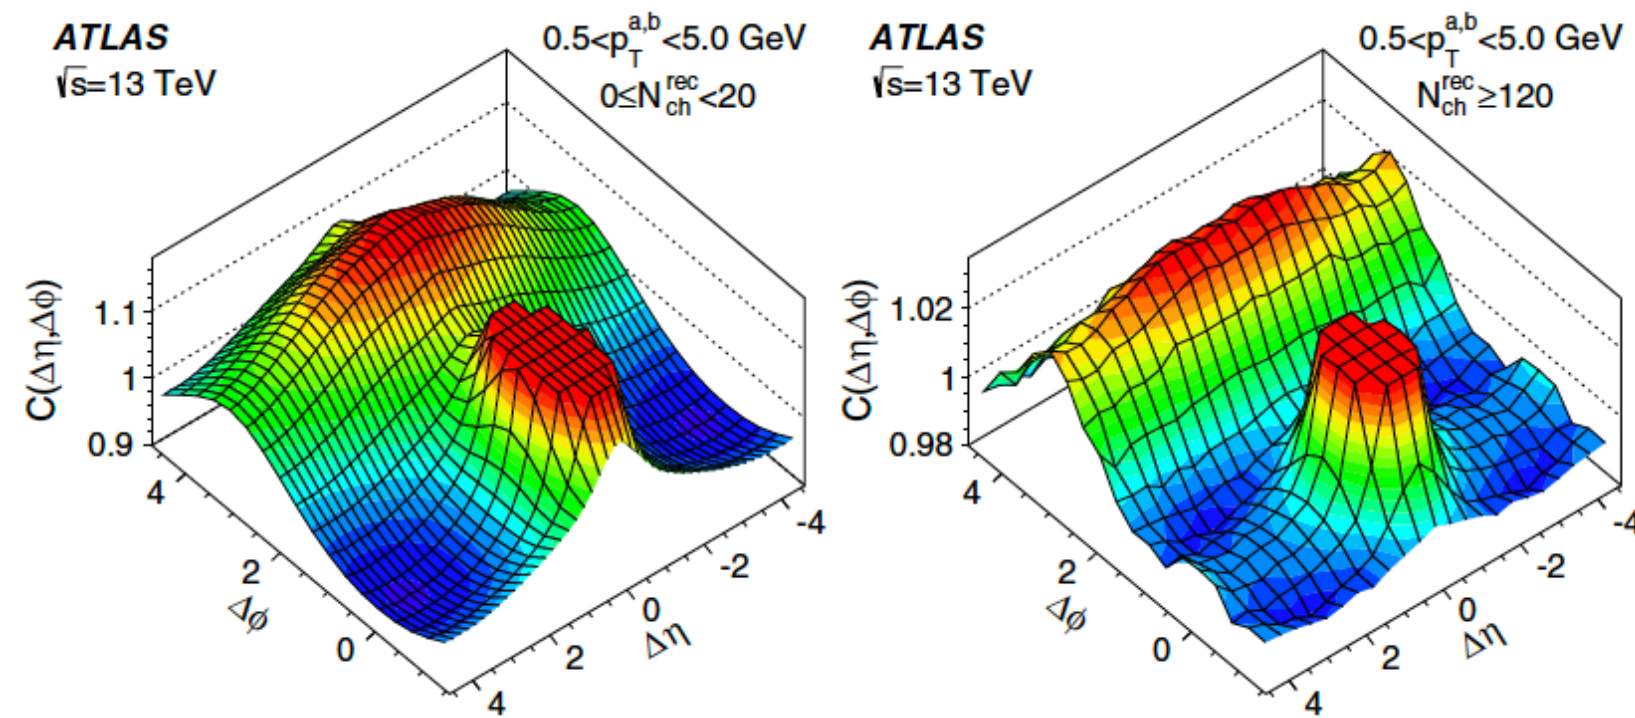 ATLAS
√s=13 TeV
0.5<p_T^{a,b}<5.0 GeV
0≤N_ch^{rec}<20
C(Δη,Δϕ)
1.1
1
0.9
4
2
0
Δϕ
4
2
0
-2
-4
Δη
ATLAS
√s=13 TeV
0.5<p_T^{a,b}<5.0 GeV
N_ch^{rec}≥120
C(Δη,Δϕ)
1.02
1
0.98
4
2
0
Δϕ
4
2
0
-2
-4
Δη